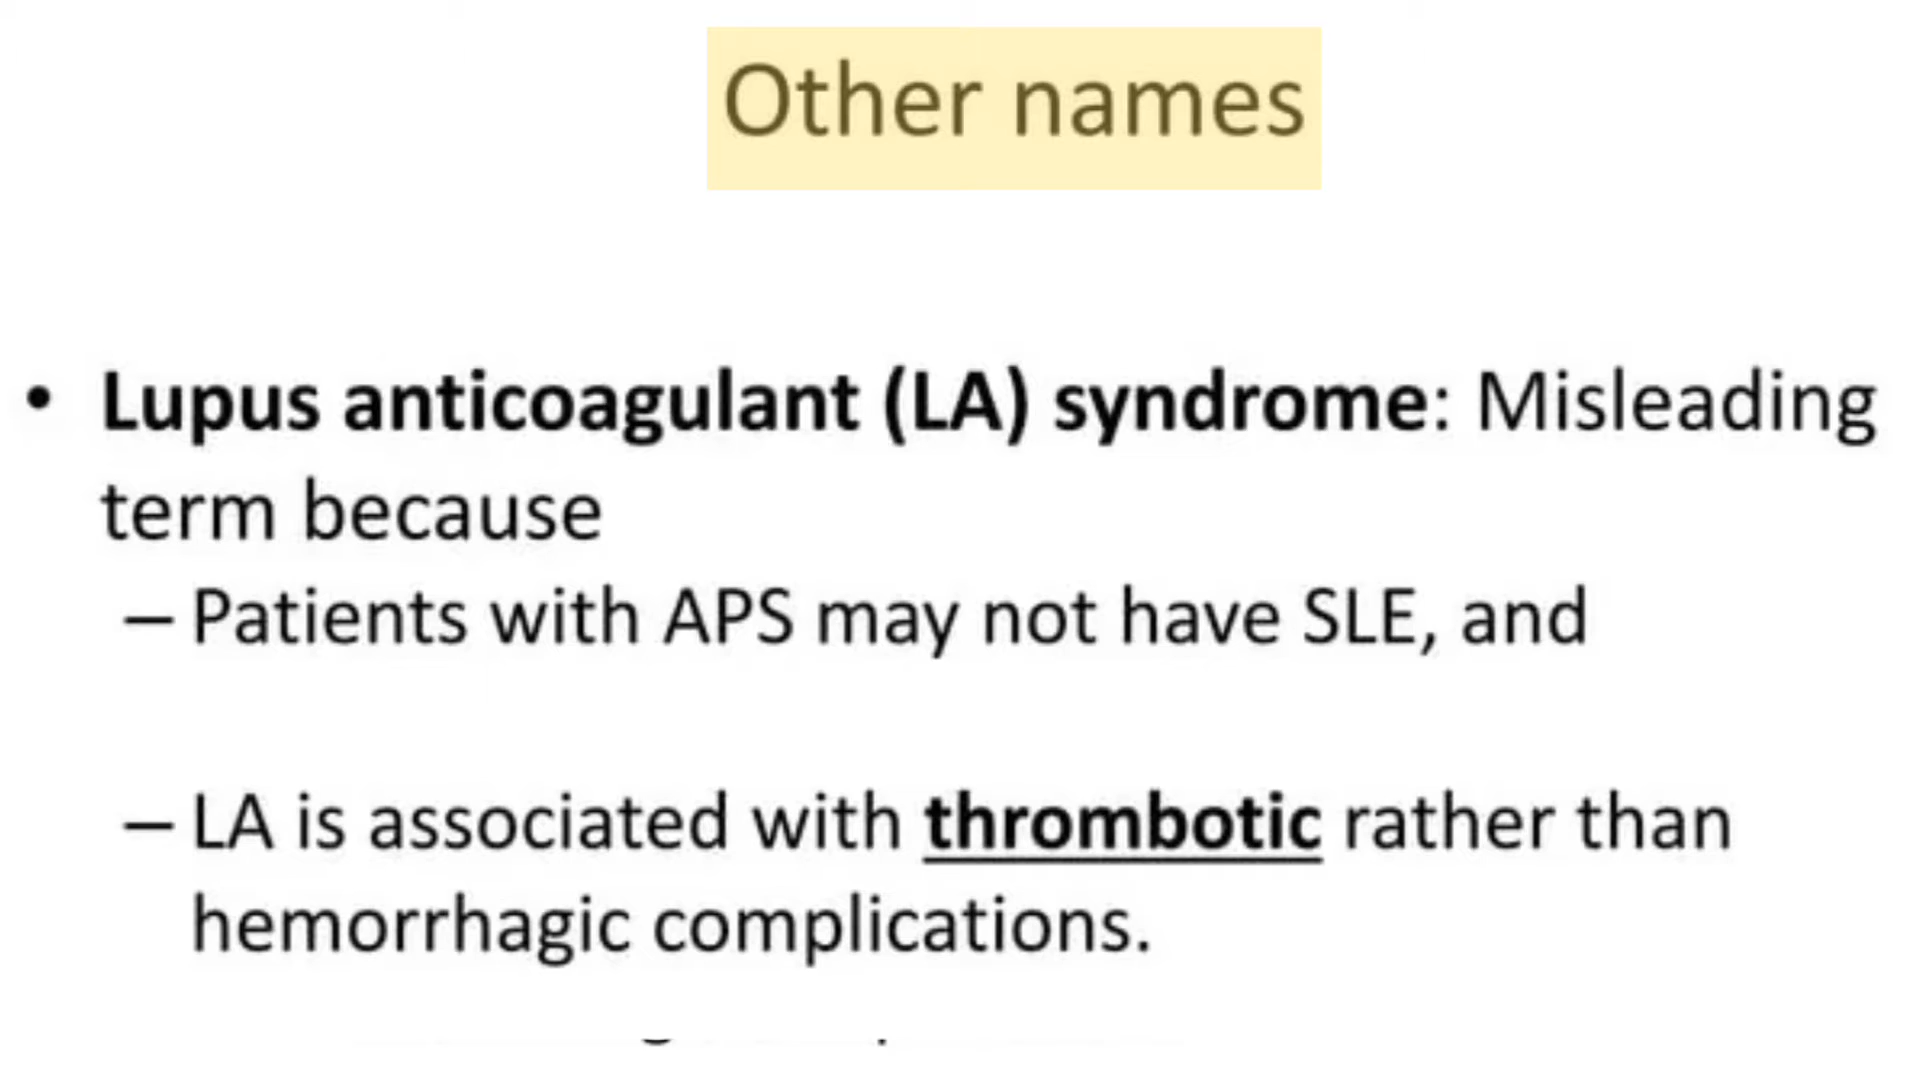 Other names
• Lupus anticoagulant (LA) syndrome: Misleading
term because
– Patients with APS may not have SLE, and
– LA is associated with thrombotic rather than
hemorrhagic complications.